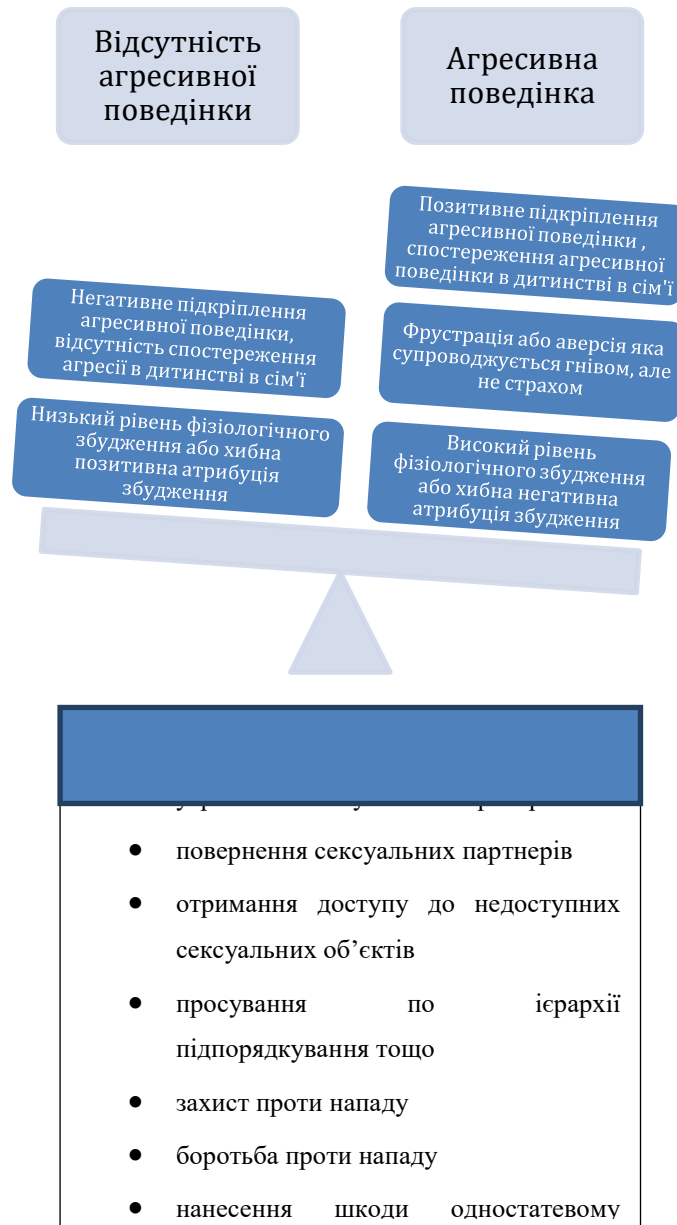 Відсутність
агресивної
поведінки
Агресивна
поведінка
Позитивне підкріплення
агресивної поведінки ,
спостереження агресивної
поведінки в дитинстві в сім'ї
Негативне підкріплення
агресивної поведінки,
відсутність спостереження
агресії в дитинстві в сім'ї
Фрустрація або аверсія яка
супроводжується гнівом, але
не страхом
Низький рівень фізіологічного
збудження або хибна
позитивна атрибуція
збудження
Високий рівень
фізіологічного збудження
або хибна негативна
атрибуція збудження
● повернення сексуальних партнерів
● отримання доступу до недоступних
сексуальних об’єктів
● просування по ієрархії
підпорядкування тощо
● захист проти нападу
● боротьба проти нападу
● нанесення шкоди одностатевому